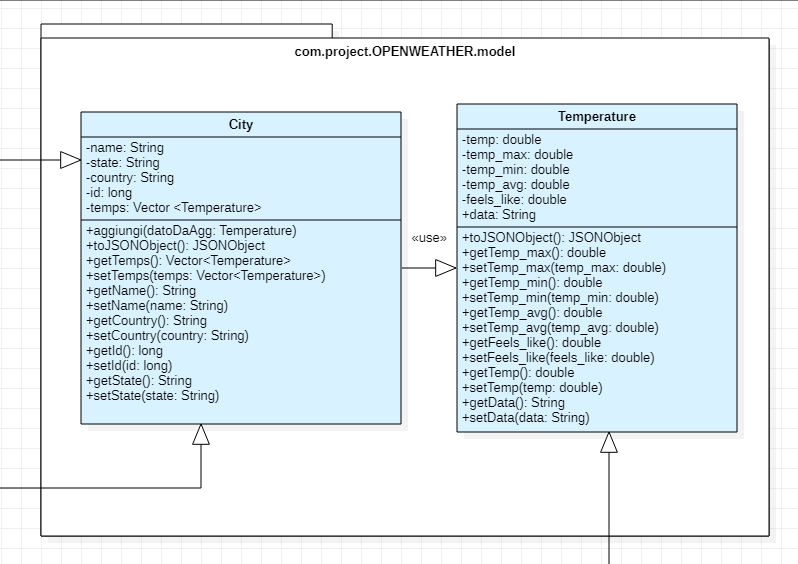 com.project.OPENWEATHER.model
City
-name: String
-state: String
-country: String
-id: long
-temps: Vector <Temperature>
+aggiungi(datoDaAgg: Temperature)
+toJSONObject(): JSONObject
+getTemps(): Vector<Temperature>
+setTemps(temps: Vector<Temperature>)
+getName(): String
+setName(name: String)
+getCountry(): String
+setCountry(country: String)
+getId(): long
+setId(id: long)
+getState(): String
+setState(state: String)
«use»
Temperature
-temp: double
-temp_max: double
-temp_min: double
-temp_avg: double
-feels_like: double
+data: String
+toJSONObject(): JSONObject
+getTemp_max(): double
+setTemp_max(temp_max: double)
+getTemp_min(): double
+setTemp_min(temp_min: double)
+getTemp_avg(): double
+setTemp_avg(temp_avg: double)
+getFeels_like(): double
+setFeels_like(feels_like: double)
+getTemp(): double
+setTemp(temp: double)
+getData(): String
+setData(data: String)